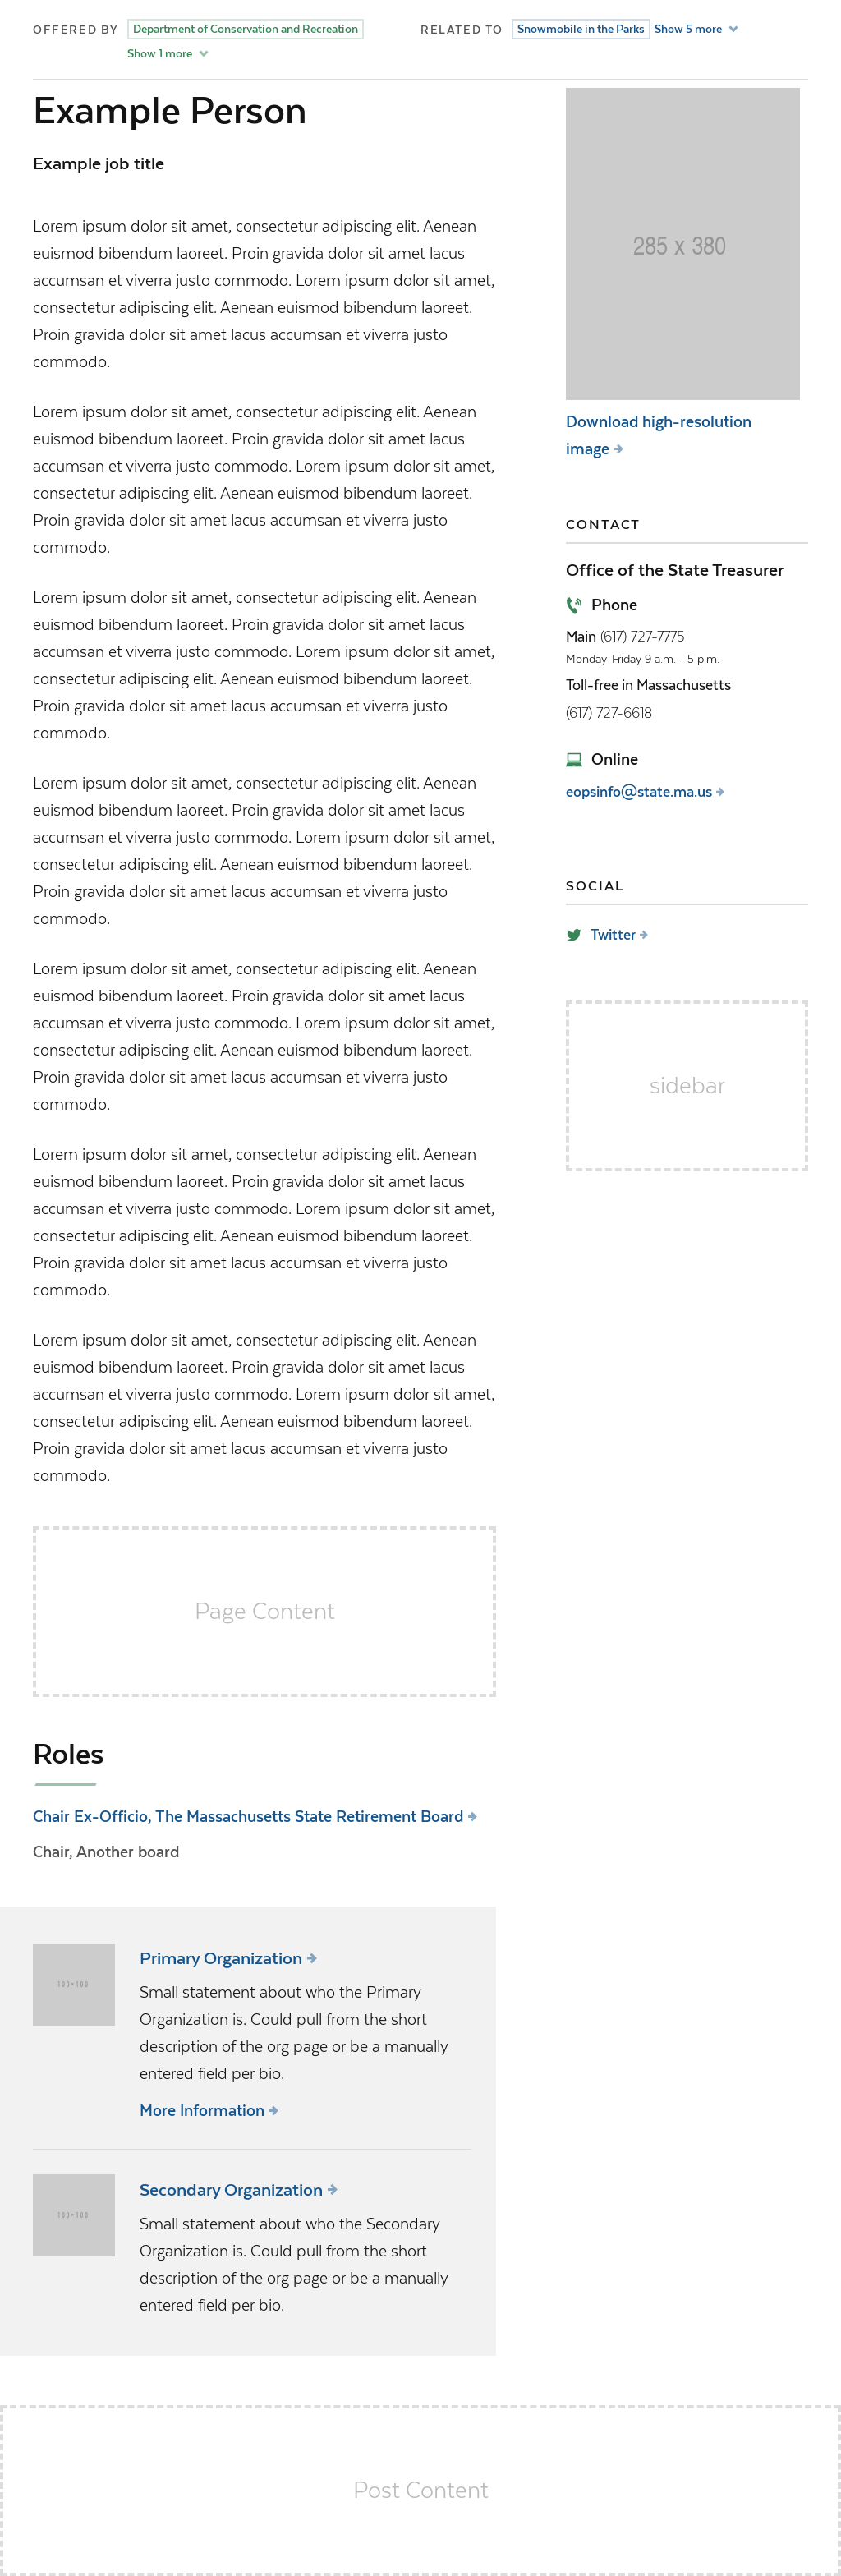 OFFERED BY Department of Conservation and Recreation
Show 1 more
RELATED TO Snowmobile in the Parks Show 5 more
Example Person
Example job title
Lorem ipsum dolor sit amet, consectetur adipiscing elit. Aenean
euismod bibendum laoreet. Proin gravida dolor sit amet lacus
accumsan et viverra justo commodo. Lorem ipsum dolor sit amet,
consectetur adipiscing elit. Aenean euismod bibendum laoreet.
Proin gravida dolor sit amet lacus accumsan et viverra justo
commodo.
Lorem ipsum dolor sit amet, consectetur adipiscing elit. Aenean
euismod bibendum laoreet. Proin gravida dolor sit amet lacus
accumsan et viverra justo commodo. Lorem ipsum dolor sit amet,
consectetur adipiscing elit. Aenean euismod bibendum laoreet.
Proin gravida dolor sit amet lacus accumsan et viverra justo
commodo.
Lorem ipsum dolor sit amet, consectetur adipiscing elit. Aenean
euismod bibendum laoreet. Proin gravida dolor sit amet lacus
accumsan et viverra justo commodo. Lorem ipsum dolor sit amet,
consectetur adipiscing elit. Aenean euismod bibendum laoreet.
Proin gravida dolor sit amet lacus accumsan et viverra justo
commodo.
Lorem ipsum dolor sit amet, consectetur adipiscing elit. Aenean
euismod bibendum laoreet. Proin gravida dolor sit amet lacus
accumsan et viverra justo commodo. Lorem ipsum dolor sit amet,
consectetur adipiscing elit. Aenean euismod bibendum laoreet.
Proin gravida dolor sit amet lacus accumsan et viverra justo
commodo.
Lorem ipsum dolor sit amet, consectetur adipiscing elit. Aenean
euismod bibendum laoreet. Proin gravida dolor sit amet lacus
accumsan et viverra justo commodo. Lorem ipsum dolor sit amet,
consectetur adipiscing elit. Aenean euismod bibendum laoreet.
Proin gravida dolor sit amet lacus accumsan et viverra justo
commodo.
Lorem ipsum dolor sit amet, consectetur adipiscing elit. Aenean
euismod bibendum laoreet. Proin gravida dolor sit amet lacus
accumsan et viverra justo commodo. Lorem ipsum dolor sit amet,
consectetur adipiscing elit. Aenean euismod bibendum laoreet.
Proin gravida dolor sit amet lacus accumsan et viverra justo
commodo.
Lorem ipsum dolor sit amet, consectetur adipiscing elit. Aenean
euismod bibendum laoreet. Proin gravida dolor sit amet lacus
accumsan et viverra justo commodo. Lorem ipsum dolor sit amet,
consectetur adipiscing elit. Aenean euismod bibendum laoreet.
Proin gravida dolor sit amet lacus accumsan et viverra justo
commodo.
Page Content
Roles
Chair Ex-Officio, The Massachusetts State Retirement Board
Chair, Another board
100×100
Primary Organization
Small statement about who the Primary
Organization is. Could pull from the short
description of the org page or be a manually
entered field per bio.
More Information
100×100
Secondary Organization
Small statement about who the Secondary
Organization is. Could pull from the short
description of the org page or be a manually
entered field per bio.
285 x 380
Download high-resolution
image
CONTACT
Office of the State Treasurer
Phone
Main (617) 727-7775
Monday-Friday 9 a.m. - 5 p.m.
Toll-free in Massachusetts
(617) 727-6618
Online
eopsinfo@state.ma.us
SOCIAL
Twitter
sidebar
Post Content